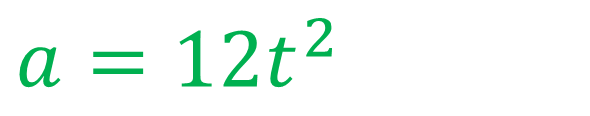 a = 12t²